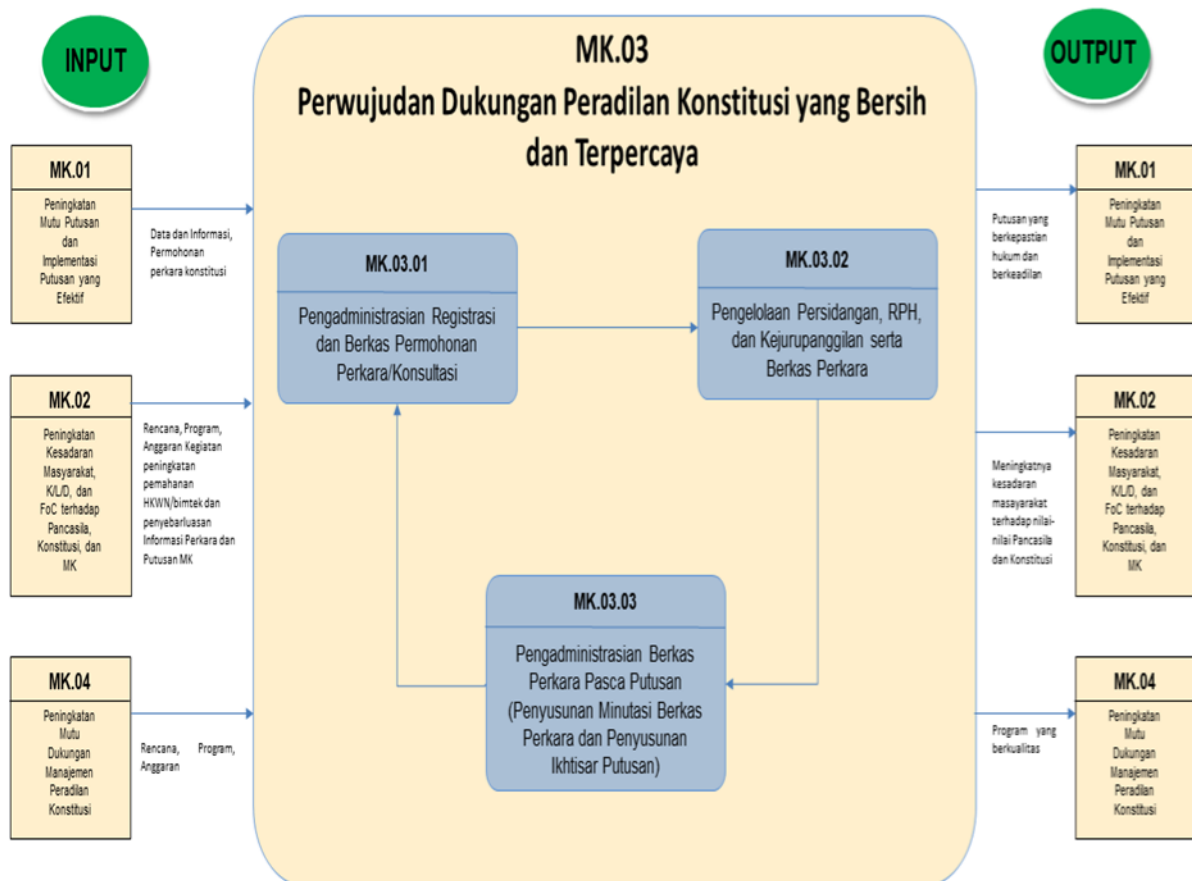 INPUT
MK.01
Peningkatan
Mutu Putusan
dan
Implementasi
Putusan yang
Efektif
Data dan Informasi,
Permohonan
perkara konstitusi
MK.02
Peningkatan
Kesadaran
Masyarakat,
K/L/D, dan
FoC terhadap
Pancasila,
Konstitusi, dan
MK
Rencana, Program,
Anggaran Kegiatan
peningkatan
pemahanan
HKWN/bimtek dan
penyebarluasan
Informasi Perkara dan
Putusan MK
MK.04
Peningkatan
Mutu
Dukungan
Manajemen
Peradilan
Konstitusi
Rencana, Program,
Anggaran
MK.03
Perwujudan Dukungan Peradilan Konstitusi yang Bersih
dan Terpercaya
MK.03.01
Pengadministrasian Registrasi
dan Berkas Permohonan
Perkara/Konsultasi
MK.03.02
Pengelolaan Persidangan, RPH,
dan Kejurupanggilan serta
Berkas Perkara
MK.03.03
Pengadministrasian Berkas
Perkara Pasca Putusan
(Penyusunan Minutasi Berkas
Perkara dan Penyusunan
Ikhtisar Putusan)
OUTPUT
Putusan yang
berkepastian
hukum dan
berkeadilan
MK.01
Peningkatan
Mutu Putusan
dan
Implementasi
Putusan yang
Efektif
Meningkatnya
kesadaran
masayarakat
terhadap nilai-
nilai Pancasila
dan Konstitusi
MK.02
Peningkatan
Kesadaran
Masyarakat,
K/L/D, dan
FoC terhadap
Pancasila,
Konstitusi, dan
MK
Program yang
berkualitas
MK.04
Peningkatan
Mutu
Dukungan
Manajemen
Peradilan
Konstitusi